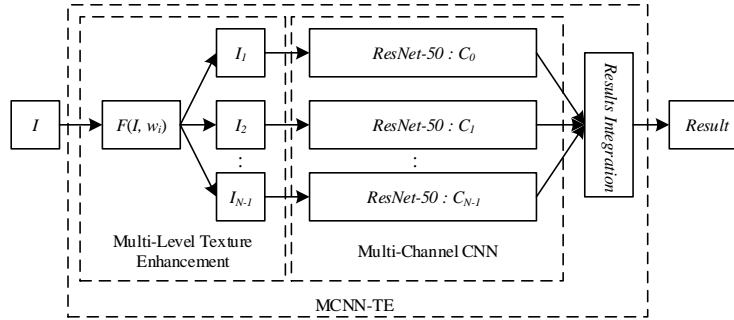 I
F(I, wi)
I1
I2
:
IN-1
ResNet-50 : C0
ResNet-50 : C1
:
ResNet-50 : CN-1
Results Integration
Result
Multi-Level Texture
Enhancement
Multi-Channel CNN
MCNN-TE